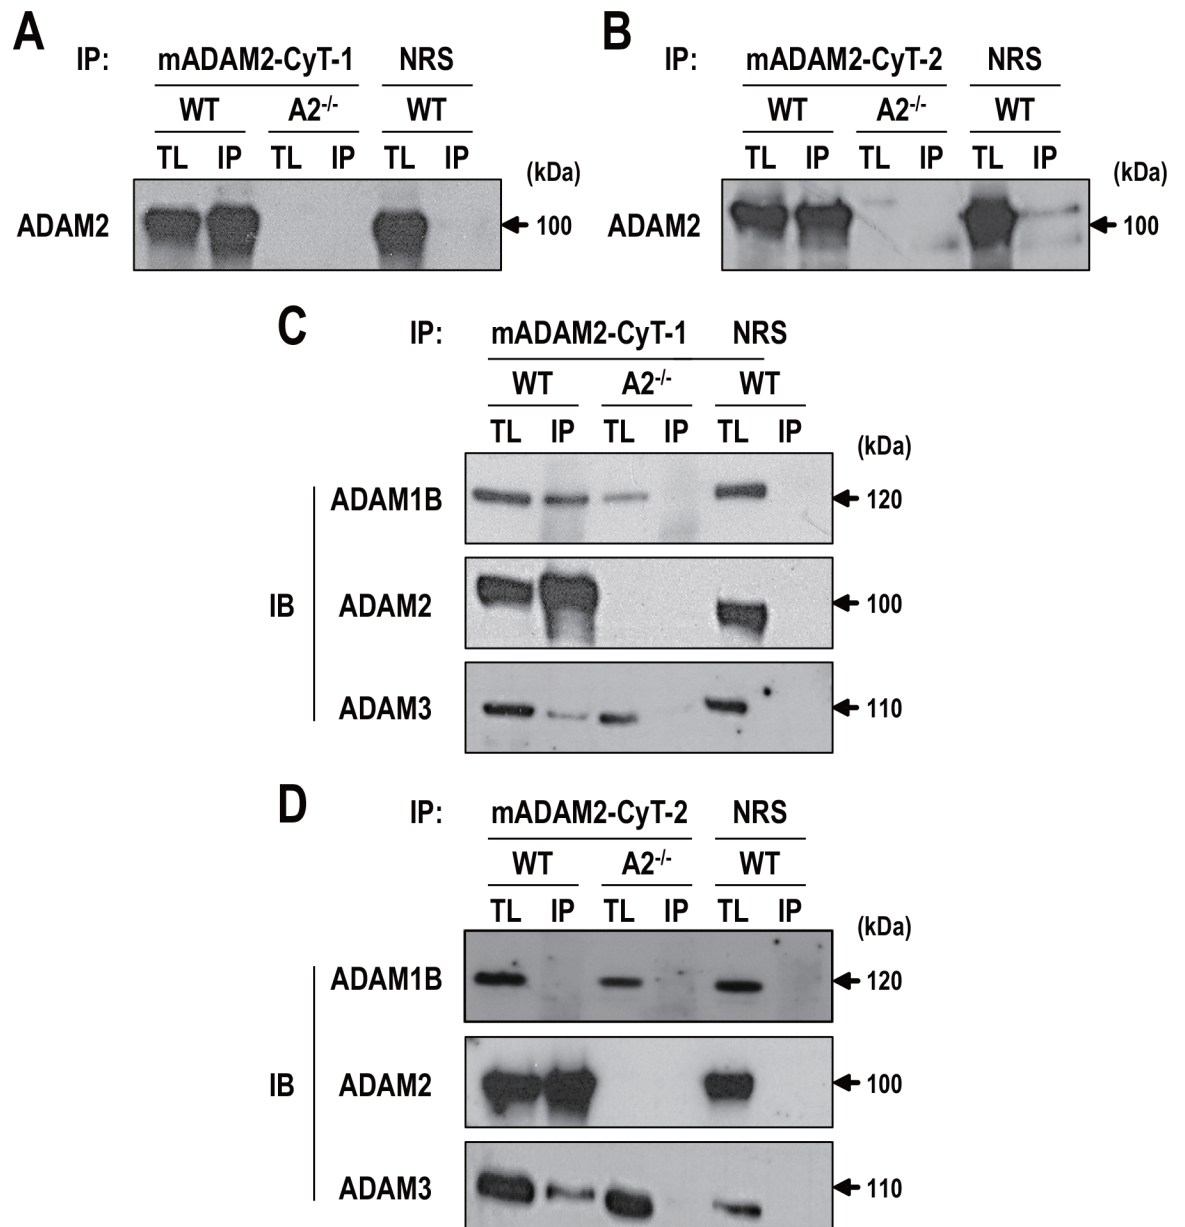 A
IP: mADAM2-CyT-1 NRS
WT A2-/- WT
TL IP TL IP TL IP
(kDa)
ADAM2 100
B
IP: mADAM2-CyT-2 NRS
WT A2-/- WT
TL IP TL IP TL IP
(kDa)
ADAM2 100
C
IP: mADAM2-CyT-1 NRS
WT A2-/- WT
TL IP TL IP TL IP
(kDa)
ADAM1B 120
IB ADAM2 100
ADAM3 110
D
IP: mADAM2-CyT-2 NRS
WT A2-/- WT
TL IP TL IP TL IP
(kDa)
ADAM1B 120
IB ADAM2 100
ADAM3 110